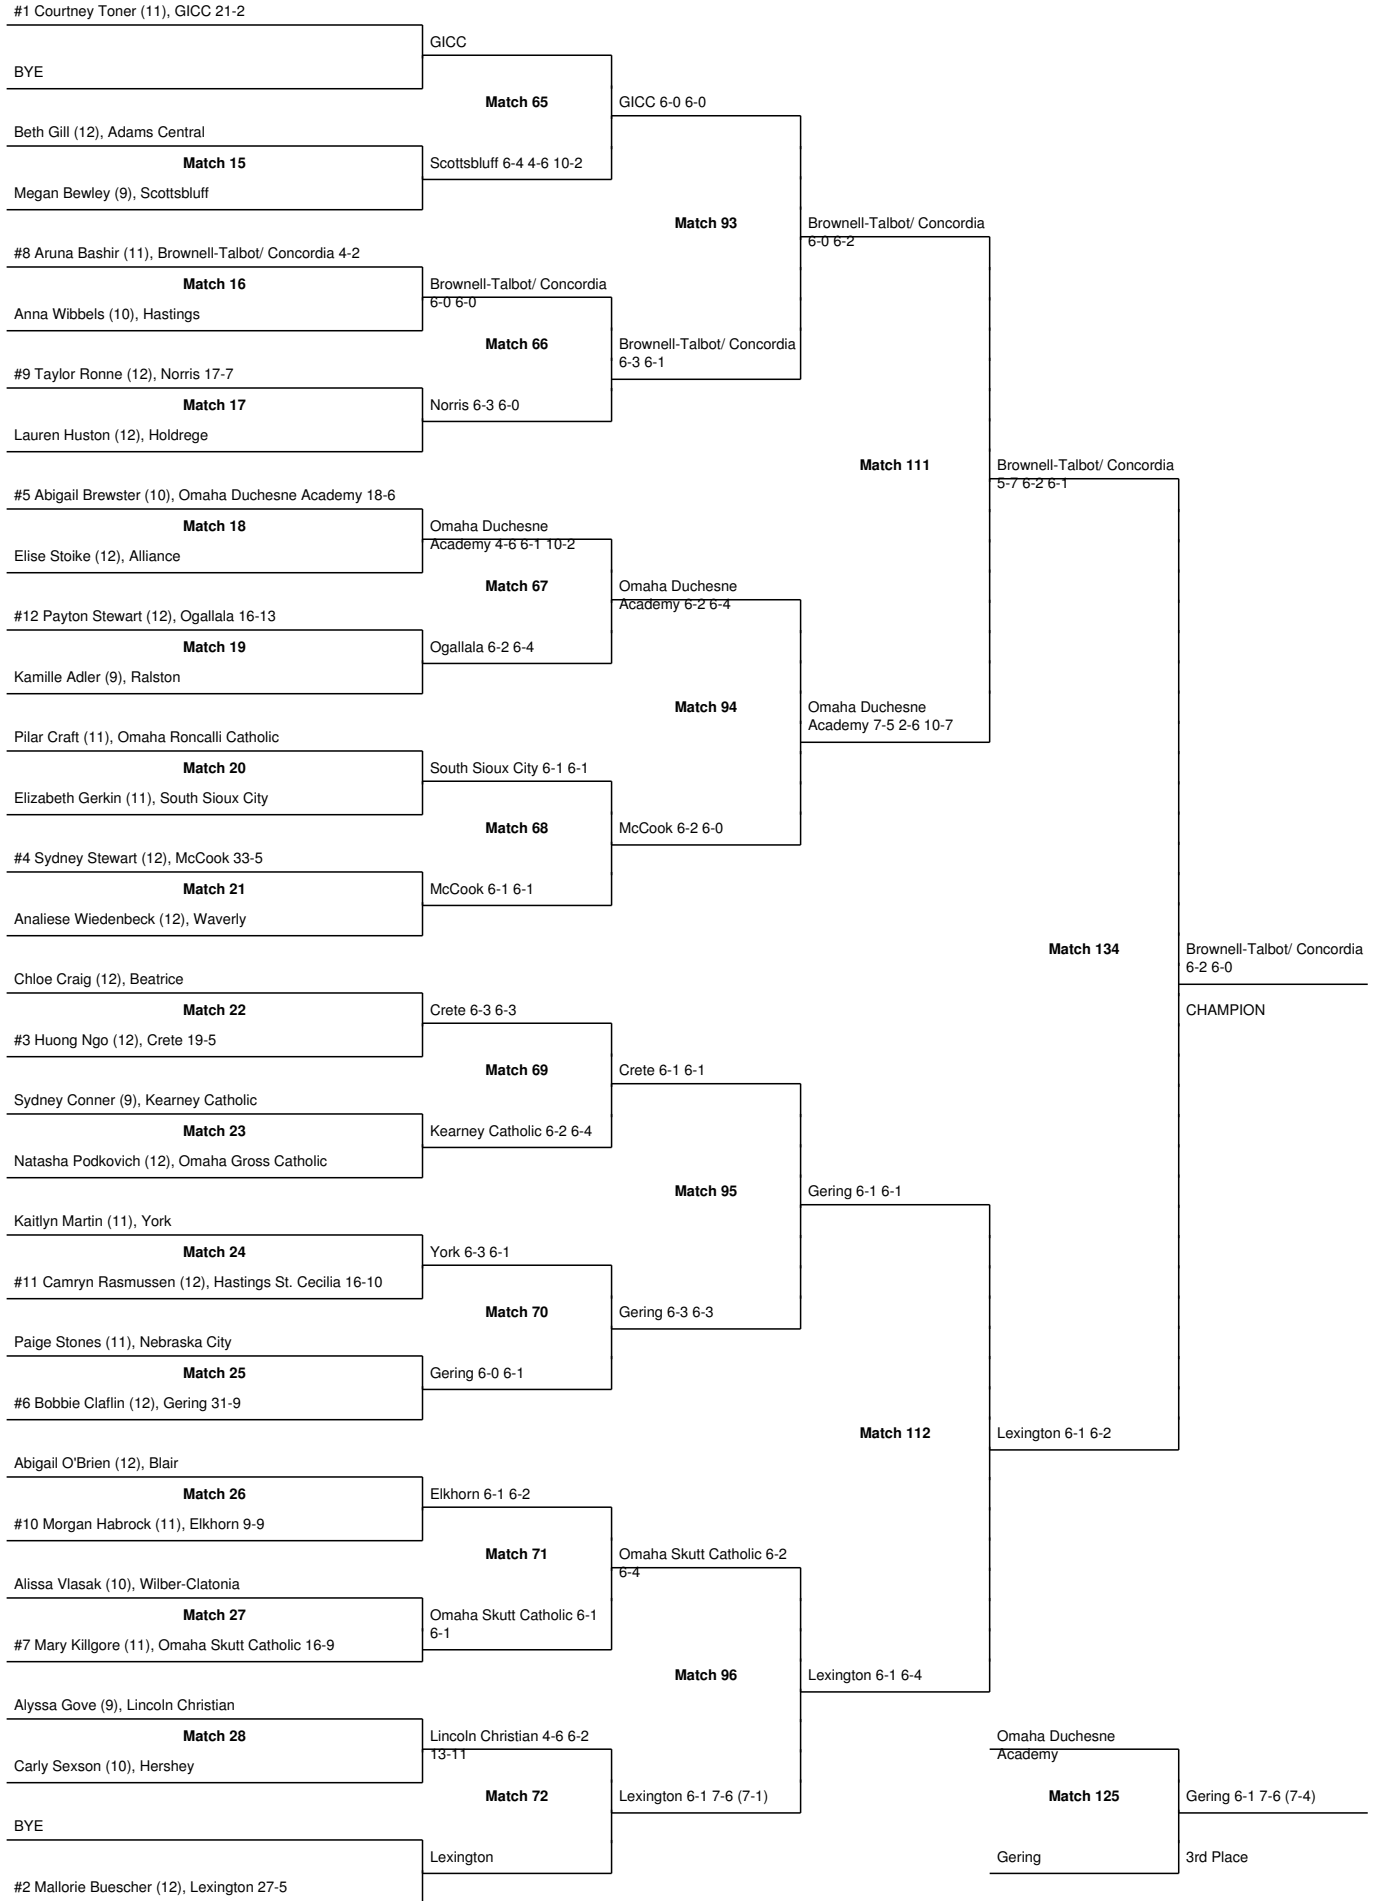 #1 Courtney Toner (11), GICC 21-2
GICC
BYE
Match 65
GICC 6-0 6-0
Beth Gill (12), Adams Central
Match 15
Scottsbluff 6-4 4-6 10-2
Megan Bewley (9), Scottsbluff
Match 93
Brownell-Talbot/ Concordia
6-0 6-2
#8 Aruna Bashir (11), Brownell-Talbot/ Concordia 4-2
Match 16
Brownell-Talbot/ Concordia
6-0 6-0
Anna Wibbels (10), Hastings
Match 66
Brownell-Talbot/ Concordia
6-3 6-1
#9 Taylor Ronne (12), Norris 17-7
Match 17
Norris 6-3 6-0
Lauren Huston (12), Holdrege
Match 111
Brownell-Talbot/ Concordia
5-7 6-2 6-1
#5 Abigail Brewster (10), Omaha Duchesne Academy 18-6
Match 18
Omaha Duchesne
Academy 4-6 6-1 10-2
Elise Stoike (12), Alliance
Match 67
Omaha Duchesne
Academy 6-2 6-4
#12 Payton Stewart (12), Ogallala 16-13
Match 19
Ogallala 6-2 6-4
Kamille Adler (9), Ralston
Match 94
Omaha Duchesne
Academy 7-5 2-6 10-7
Pilar Craft (11), Omaha Roncalli Catholic
Match 20
South Sioux City 6-1 6-1
Elizabeth Gerkin (11), South Sioux City
Match 68
McCook 6-2 6-0
#4 Sydney Stewart (12), McCook 33-5
Match 21
McCook 6-1 6-1
Analiese Wiedenbeck (12), Waverly
Match 134
Brownell-Talbot/ Concordia
6-2 6-0
CHAMPION
Chloe Craig (12), Beatrice
Match 22
Crete 6-3 6-3
#3 Huong Ngo (12), Crete 19-5
Match 69
Crete 6-1 6-1
Sydney Conner (9), Kearney Catholic
Match 23
Kearney Catholic 6-2 6-4
Natasha Podkovich (12), Omaha Gross Catholic
Match 95
Gering 6-1 6-1
Kaitlyn Martin (11), York
Match 24
York 6-3 6-1
#11 Camryn Rasmussen (12), Hastings St. Cecilia 16-10
Match 70
Gering 6-3 6-3
Paige Stones (11), Nebraska City
Match 25
Gering 6-0 6-1
#6 Bobbie Claflin (12), Gering 31-9
Match 112
Lexington 6-1 6-2
Abigail O'Brien (12), Blair
Match 26
Elkhorn 6-1 6-2
#10 Morgan Habrock (11), Elkhorn 9-9
Match 71
Omaha Skutt Catholic 6-2
6-4
Alissa Vlasak (10), Wilber-Clatonia
Match 27
Omaha Skutt Catholic 6-1
6-1
#7 Mary Killgore (11), Omaha Skutt Catholic 16-9
Match 96
Lexington 6-1 6-4
Alyssa Gove (9), Lincoln Christian
Match 28
Lincoln Christian 4-6 6-2
13-11
Carly Sexson (10), Hershey
Match 72
Lexington 6-1 7-6 (7-1)
BYE
Lexington
#2 Mallorie Buescher (12), Lexington 27-5
Omaha Duchesne
Academy
Match 125
Gering 6-1 7-6 (7-4)
Gering
3rd Place